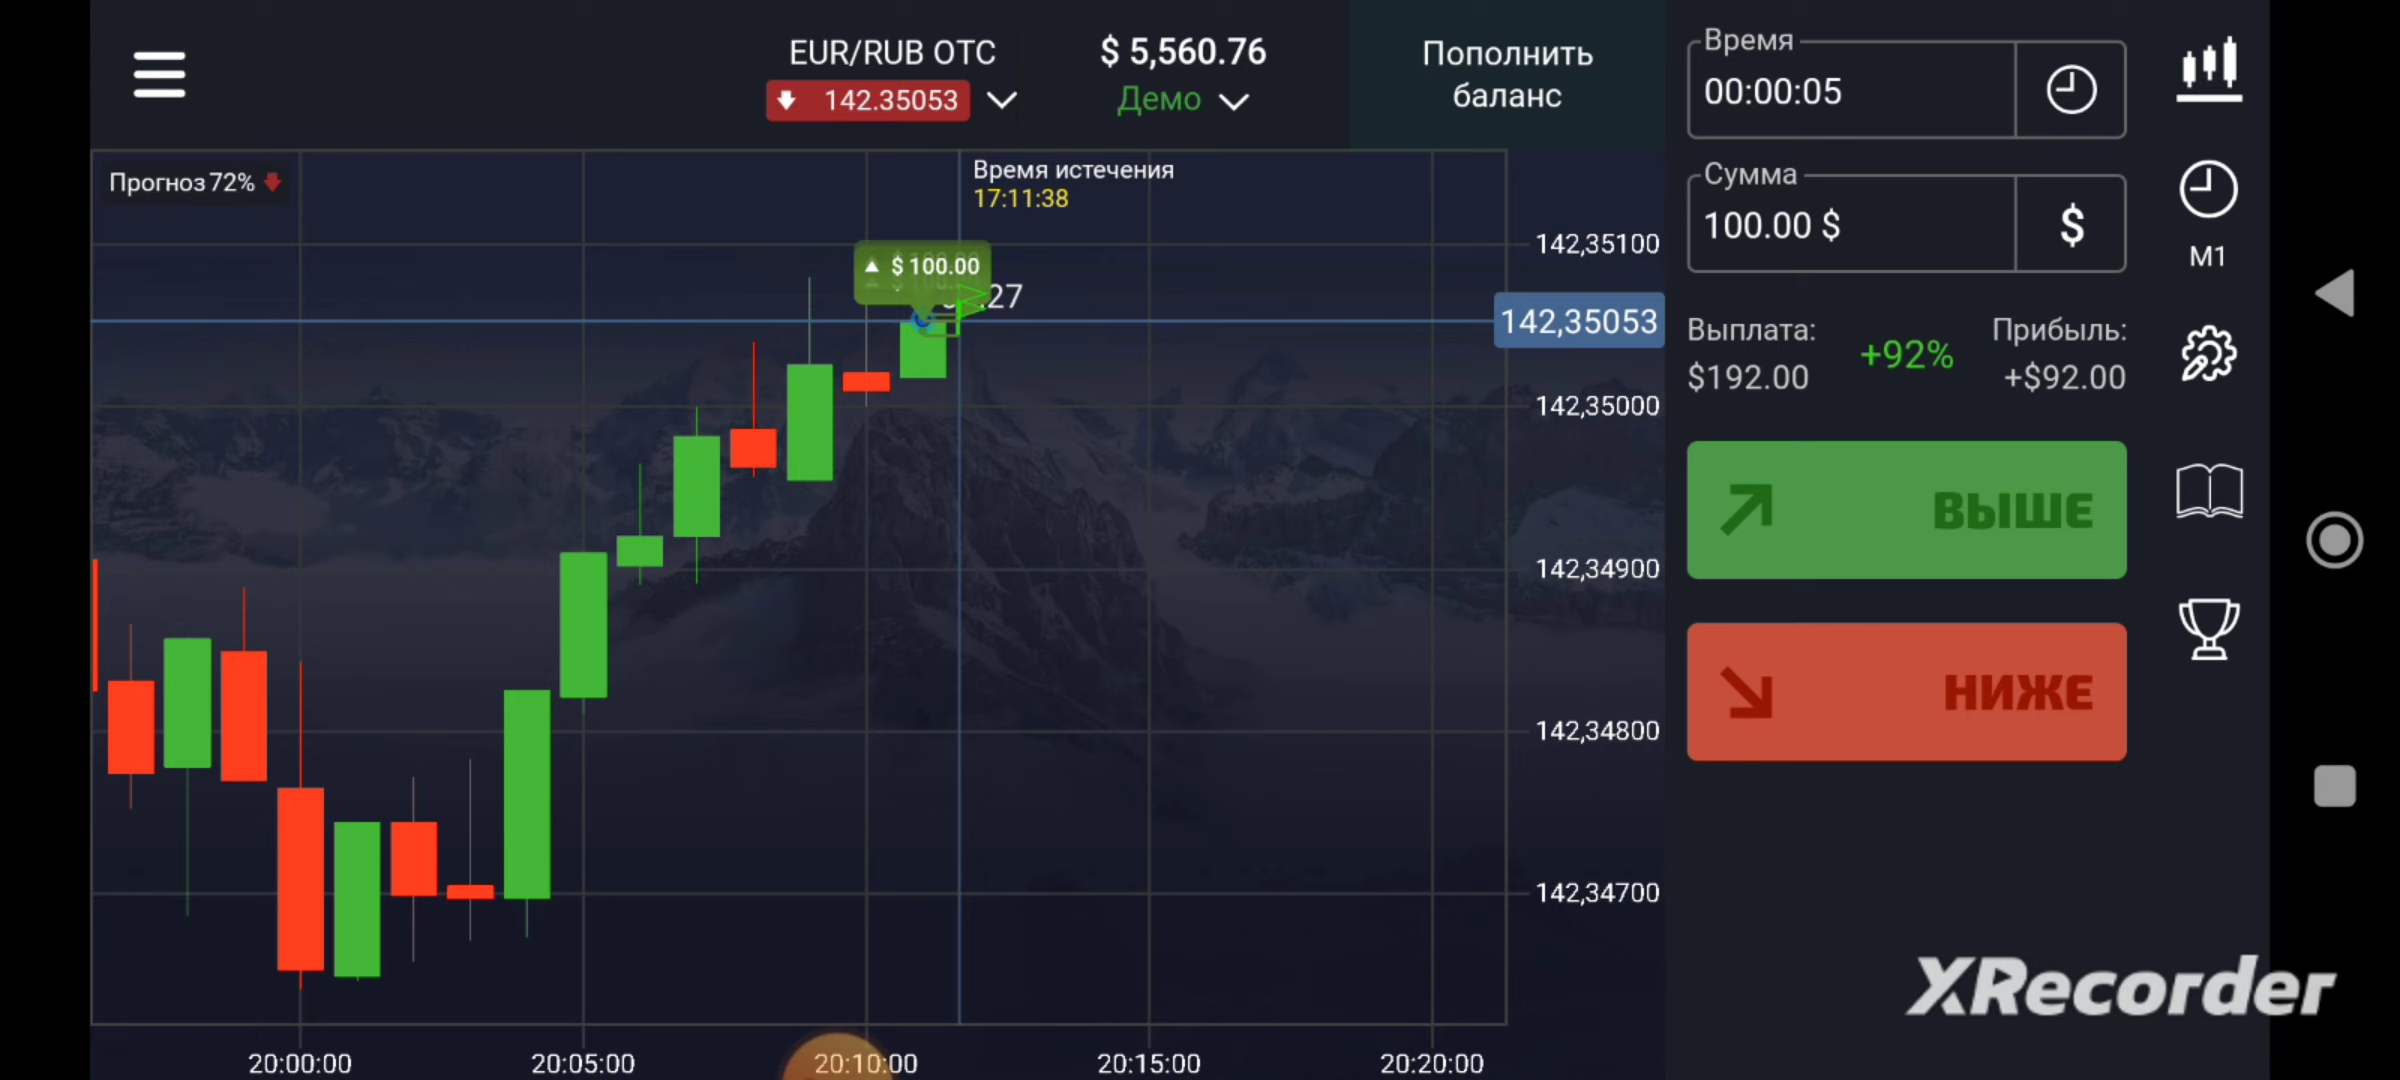 EUR/RUB OTC
142.35053
$ 5,560.76
Демо
Пополнить
баланс
Время
00:00:05
Сумма
100.00 $
$
M1
Выплата:
$192.00
+92%
Прибыль:
+$92.00
ВЫШЕ
НИЖЕ
Прогноз 72%
Время истечения
17:11:38
$ 100.00
142,35100
142,35053
142,35000
142,34900
142,34800
142,34700
20:00:00
20:05:00
20:10:00
20:15:00
20:20:00
XRecorder